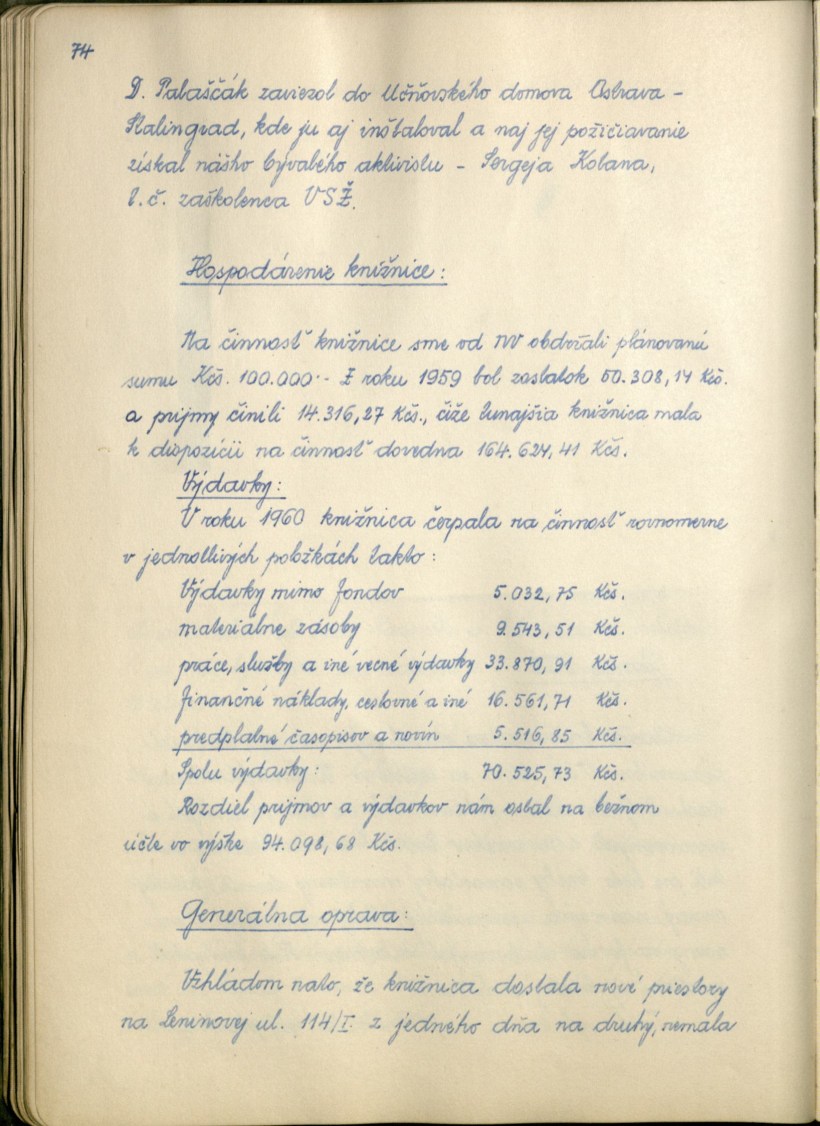 74
D. Palaščák zaviezol do Učňovského domova Ostrava -
Stalingrad, kde ju aj inštaloval a naj jej požičiavanie
získal nášho bývalého aktivistu - Sergeja Kolana,
t. č. zaškolenca VSŽ.
Hospodárenie knižnice:
Na činnosť knižnice sme od NV obdržali plánovanú
sumu Kčs. 100.000·- Z roku 1959 bol zostatok 50.308,14 Kčs.
a príjmy činili 14.316,27 Kčs., čiže tunajšia knižnica mala
k dispozícii na činnosť dovedna 164.624,41 Kčs.
Výdavky:
V roku 1960 knižnica čerpala na činnosť rovnomerne
v jednotlivých položkách takto:
Výdavky mimo fondov 5.032,75 Kčs.
materiálne zásoby 9.543,51 Kčs.
práce, služby a iné vecné výdavky 33.870,91 Kčs.
finančné náklady, cestovné a iné 16.561,71 Kčs.
predplatné časopisov a novín 5.516,85 Kčs.
Spolu výdavky: 70.525,73 Kčs.
Rozdiel príjmov a výdavkov nám ostal na bežnom
účte vo výške 94.098,68 Kčs.
Generálna oprava:
Vzhľadom nato, že knižnica dostala nové priestory
na Leninovej ul. 114/I. z jedného dňa na druhý, nemala